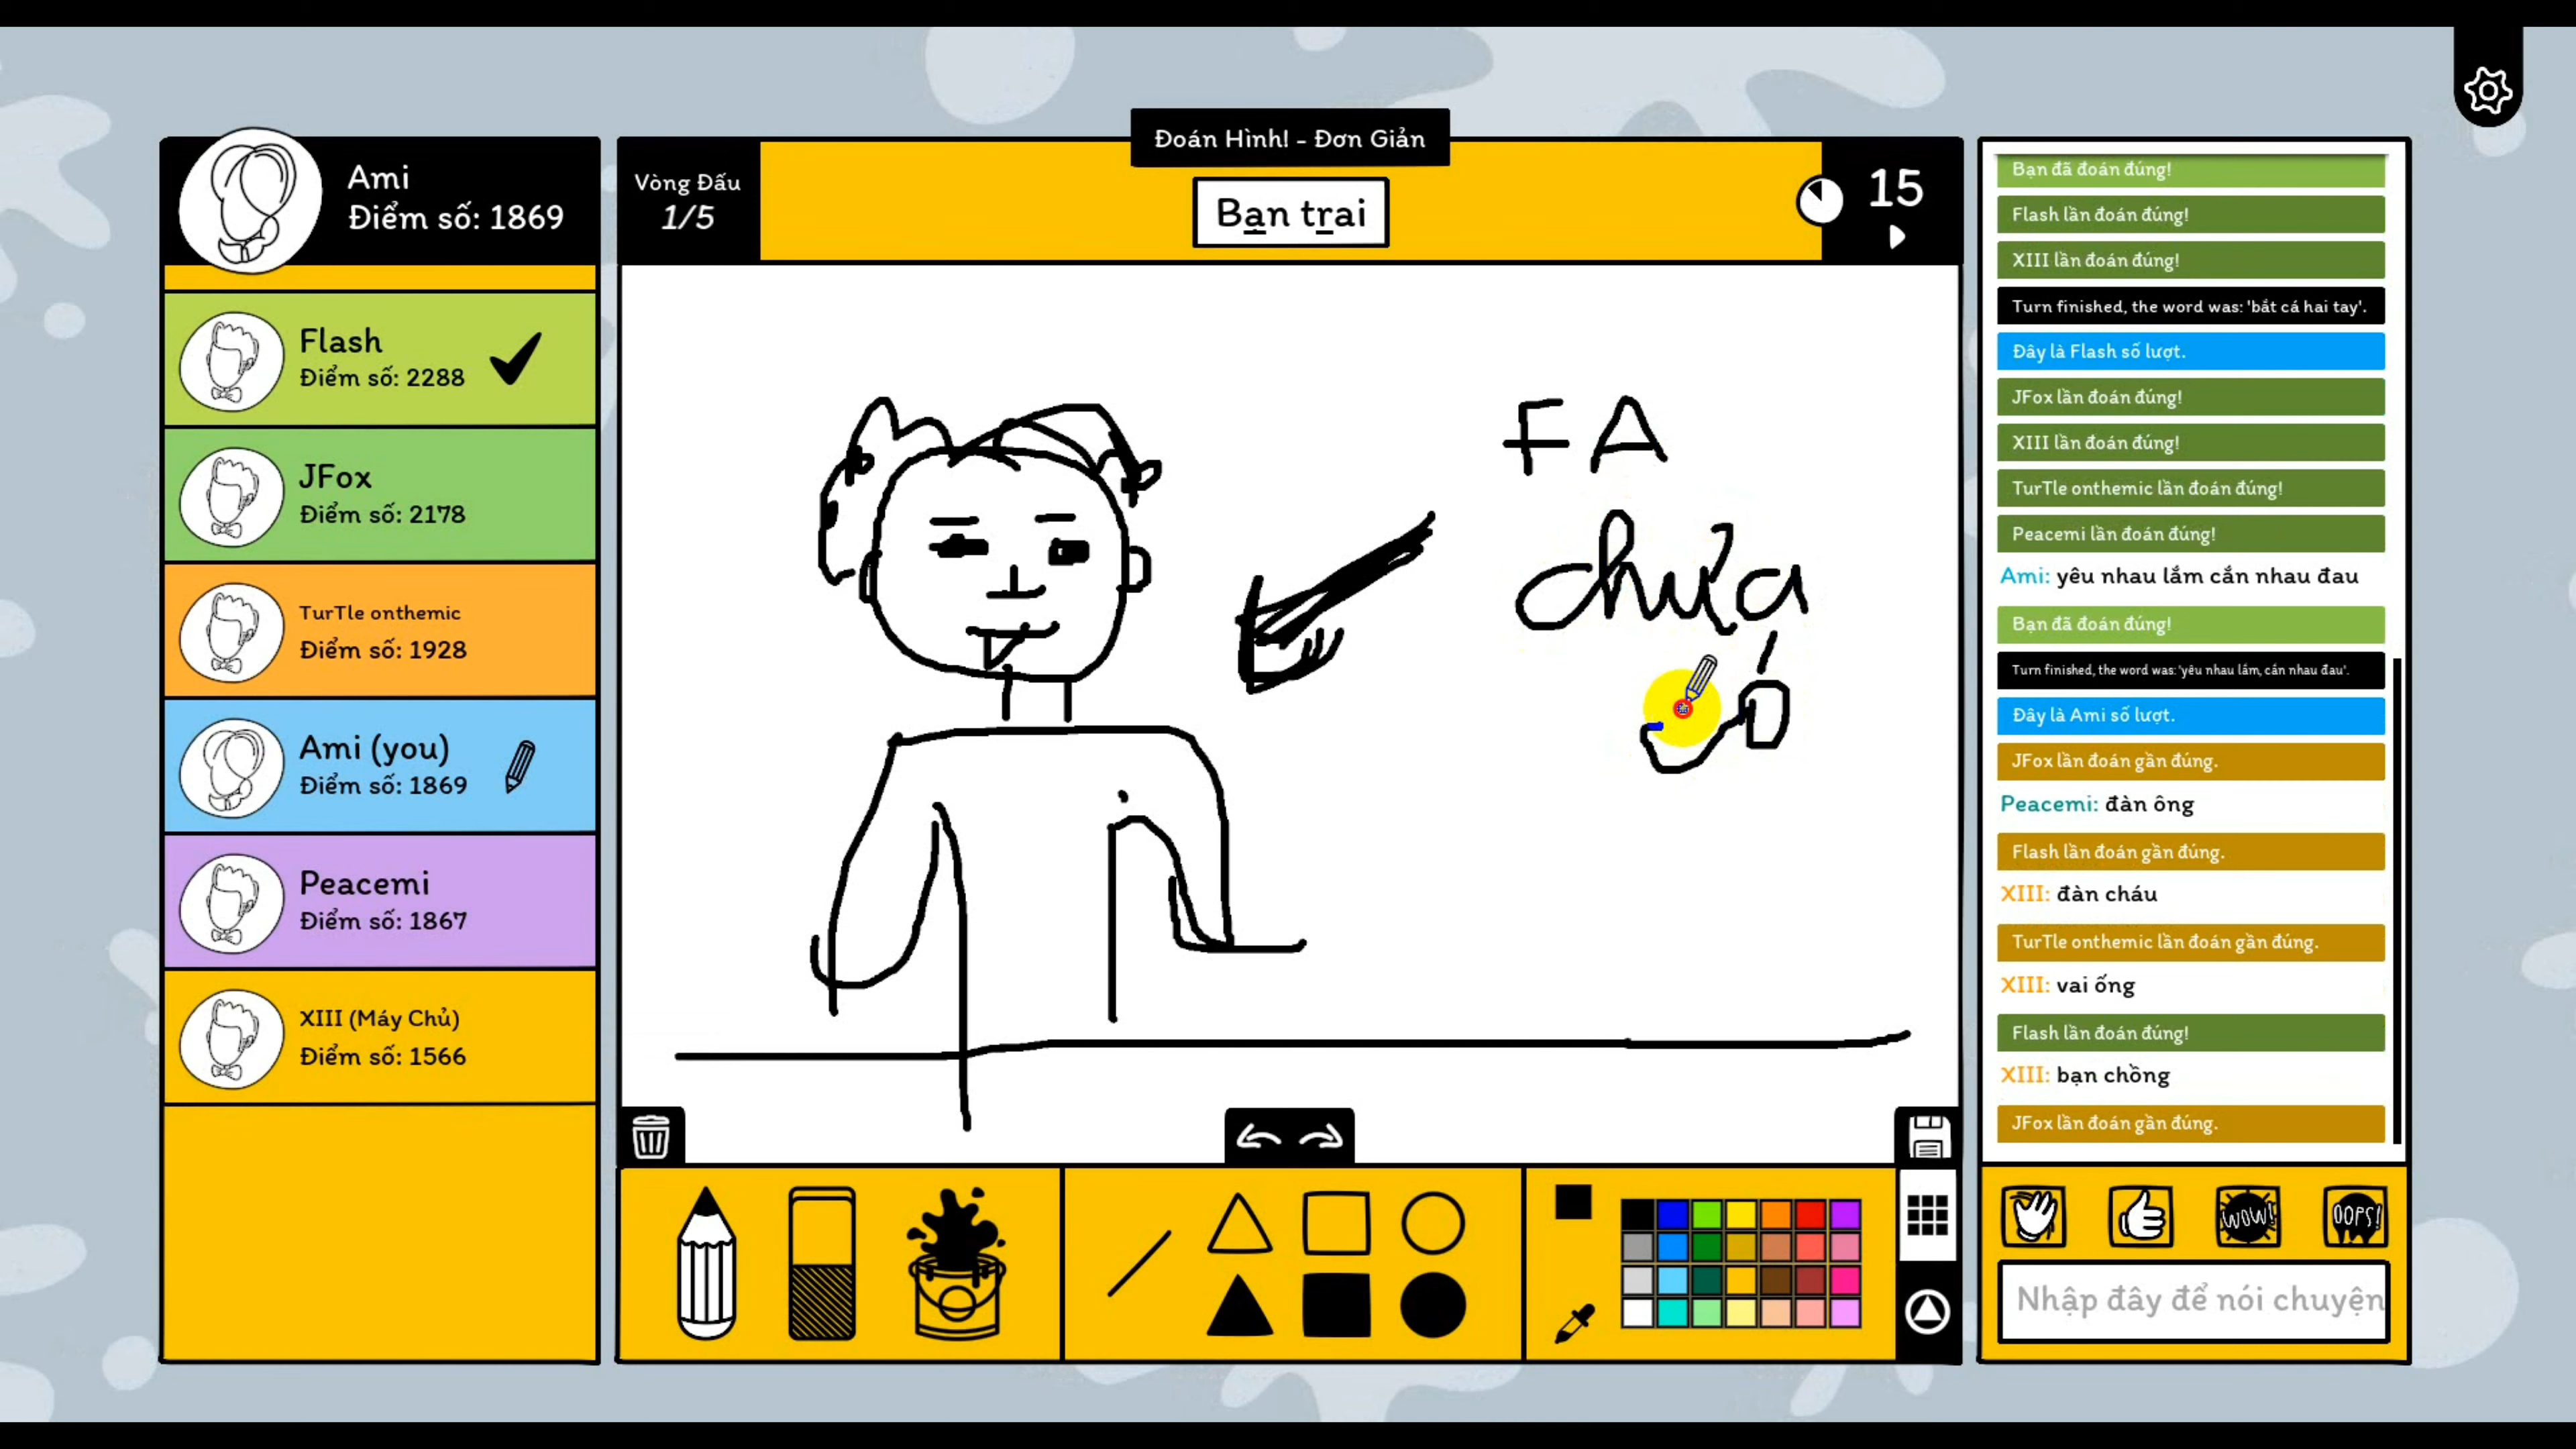 Ami
Điểm số: 1869
Flash
Điểm số: 2288
JFox
Điểm số: 2178
TurTle onthemic
Điểm số: 1928
Ami (you)
Điểm số: 1869
Peacemi
Điểm số: 1867
XIII (Máy Chủ)
Điểm số: 1566
Đoán Hình! - Đơn Giản
Vòng Đấu
1/5
Bạn trai
15
FA
chưa
Bạn đã đoán đúng!
Flash lần đoán đúng!
XIII lần đoán đúng!
Turn finished, the word was: 'bắt cá hai tay'.
Đây là Flash số lượt.
JFox lần đoán đúng!
XIII lần đoán đúng!
TurTle onthemic lần đoán đúng!
Peacemi lần đoán đúng!
Ami: yêu nhau lắm cắn nhau đau
Bạn đã đoán đúng!
Turn finished, the word was: 'yêu nhau lắm, cắn nhau đau'.
Đây là Ami số lượt.
JFox lần đoán gần đúng.
Peacemi: đàn ông
Flash lần đoán gần đúng.
XIII: đàn cháu
TurTle onthemic lần đoán gần đúng.
XIII: vai ống
Flash lần đoán đúng!
XIII: bạn chồng
JFox lần đoán gần đúng.
WOW!
OOPS!
Nhập đây để nói chuyện